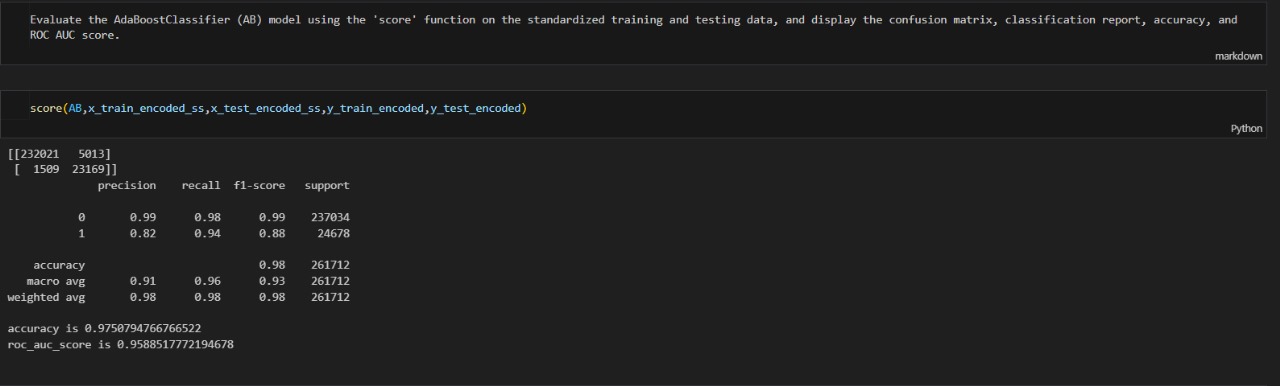 Evaluate the AdaBoostClassifier (AB) model using the 'score' function on the standardized training and testing data, and display the confusion matrix, classification report, accuracy, and
ROC AUC score.
markdown
score(AB,x_train_encoded_ss,x_test_encoded_ss,y_train_encoded,y_test_encoded)
Python
[[232021   5013]
 [  1509  23169]]
              precision    recall  f1-score   support

           0       0.99      0.98      0.99    237034
           1       0.82      0.94      0.88     24678

    accuracy                           0.98    261712
   macro avg       0.91      0.96      0.93    261712
weighted avg       0.98      0.98      0.98    261712

accuracy is 0.9750794766766522
roc_auc_score is 0.9588517772194678